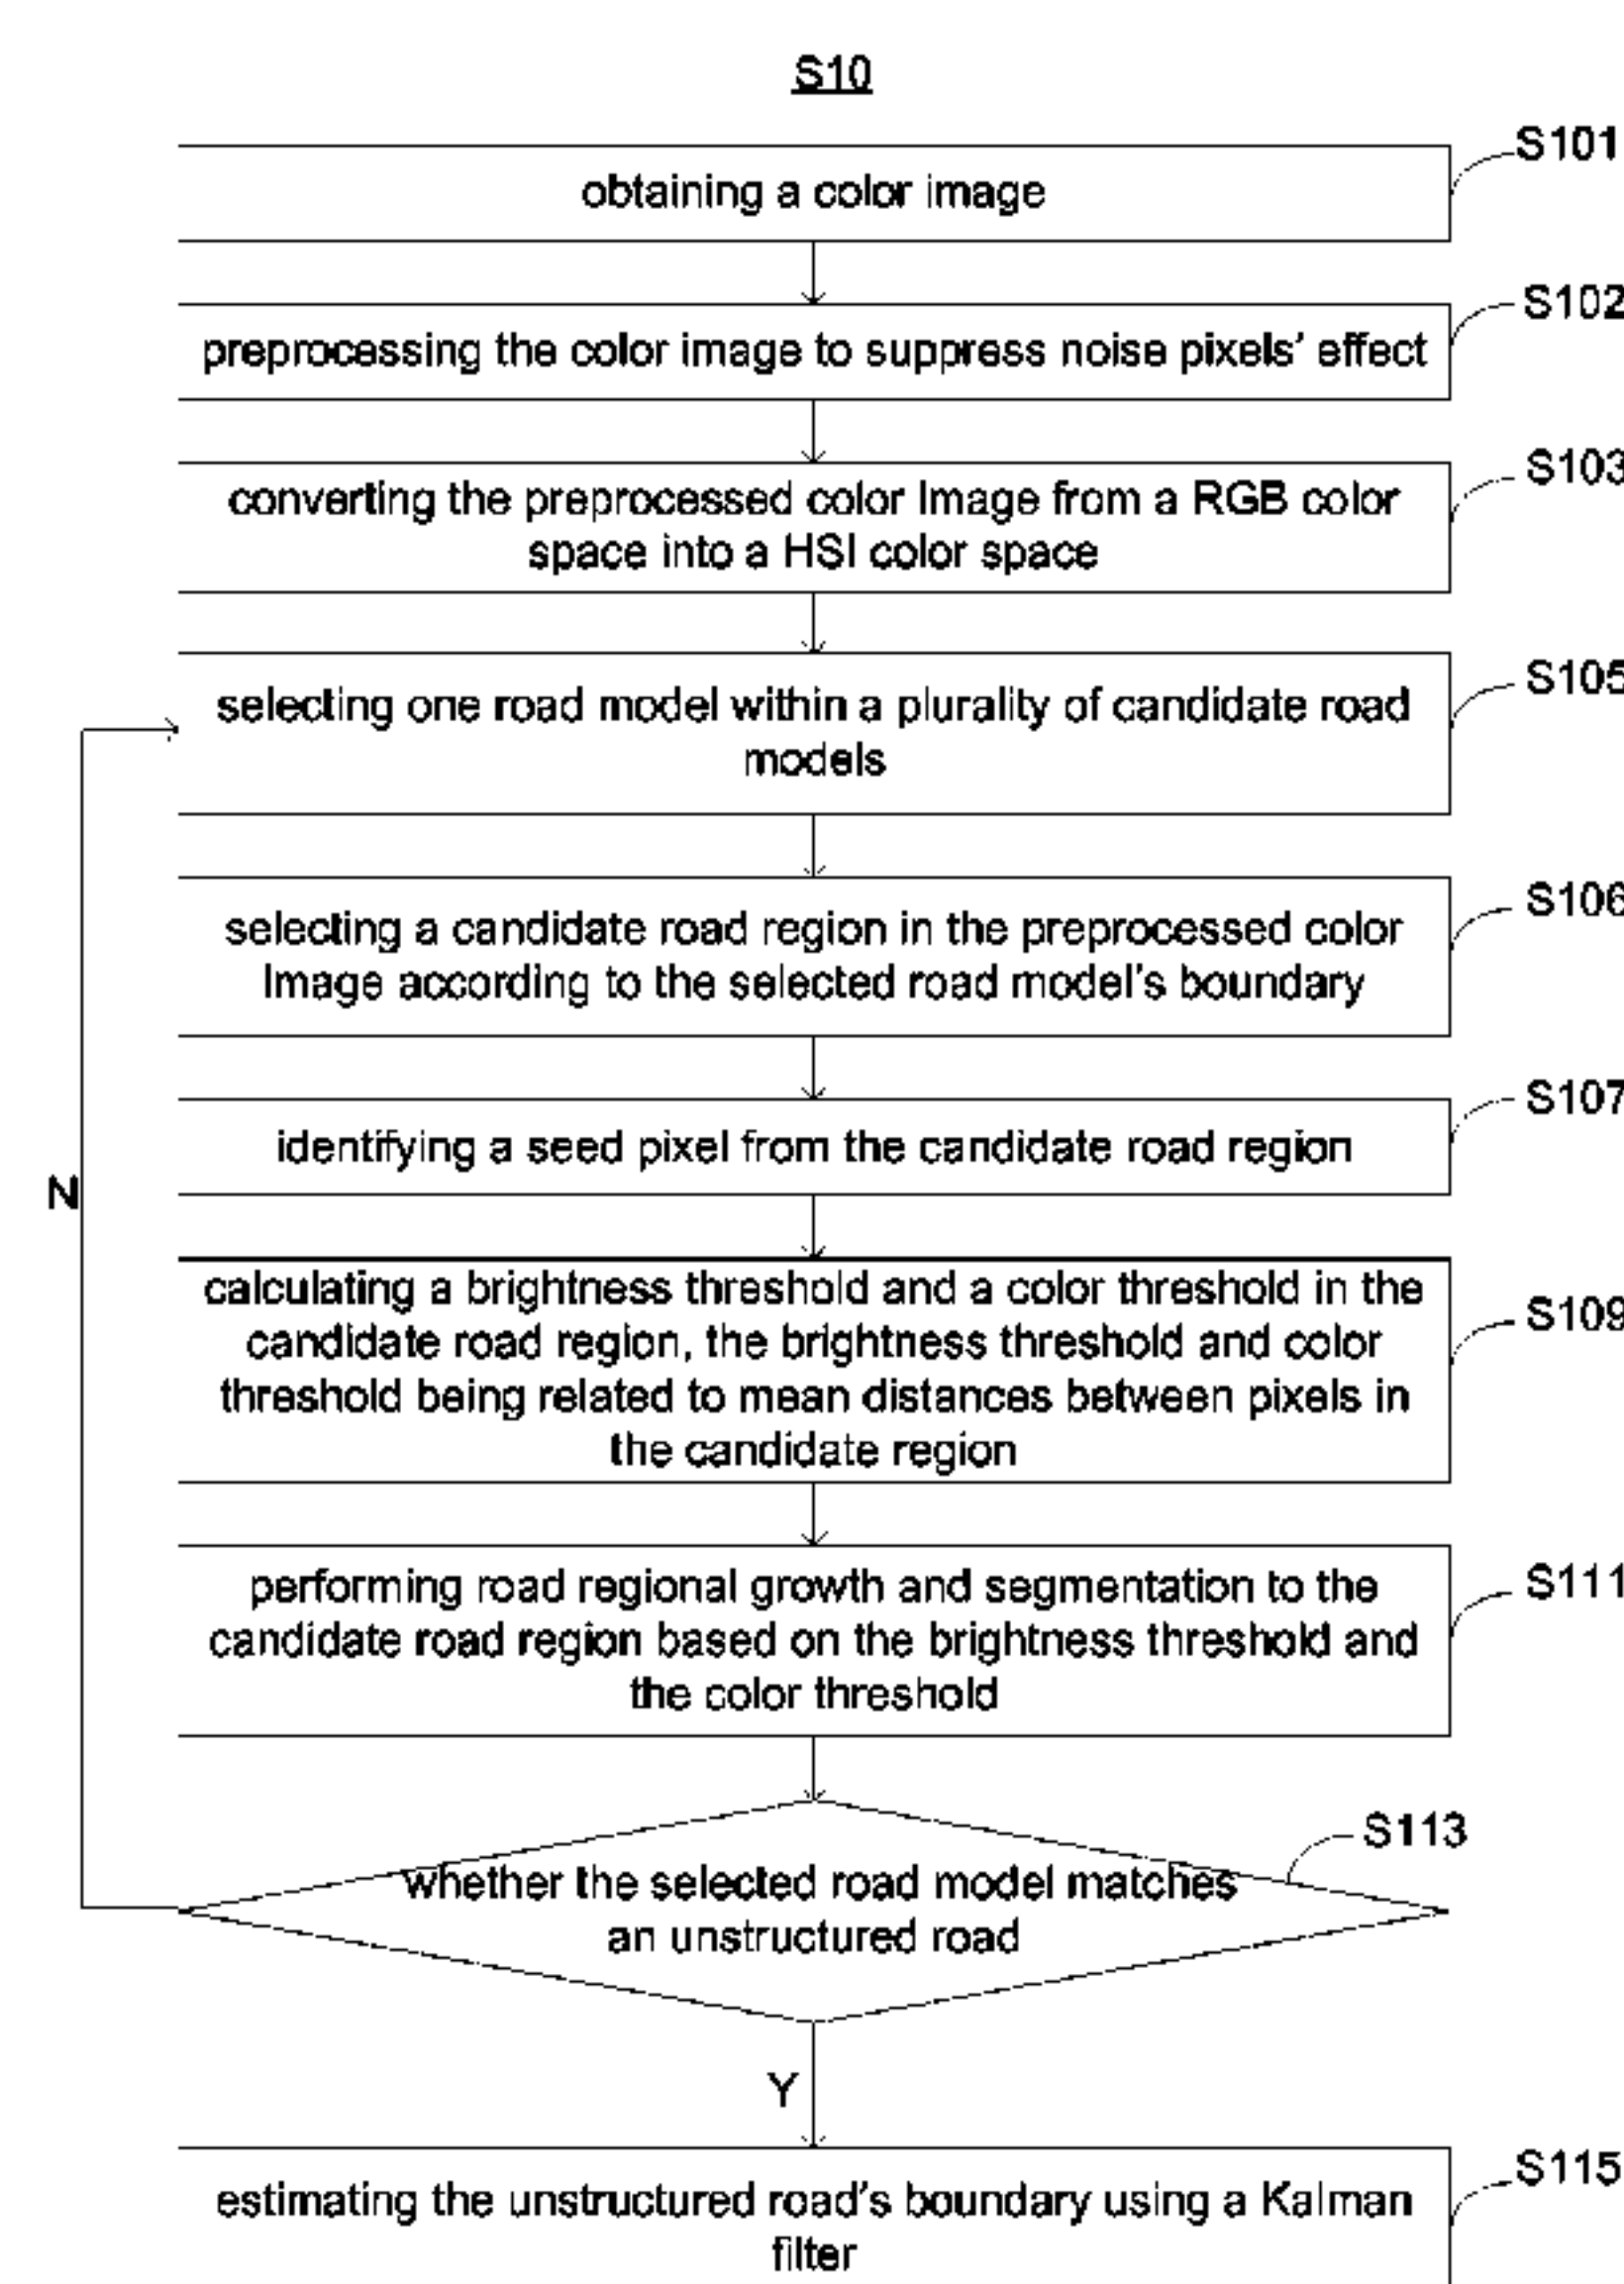 S10
S101
obtaining a color image
S102
preprocessing the color image to suppress noise pixels' effect
S103
converting the preprocessed color Image from a RGB color
space into a HSI color space
S105
selecting one road model within a plurality of candidate road
models
S106
selecting a candidate road region in the preprocessed color
Image according to the selected road model's boundary
S107
identifying a seed pixel from the candidate road region
N
S109
calculating a brightness threshold and a color threshold in the
candidate road region, the brightness threshold and color
threshold being related to mean distances between pixels in
the candidate region
S111
performing road regional growth and segmentation to the
candidate road region based on the brightness threshold and
the color threshold
S113
whether the selected road model matches
an unstructured road
Y
S115
estimating the unstructured road's boundary using a Kalman
filter